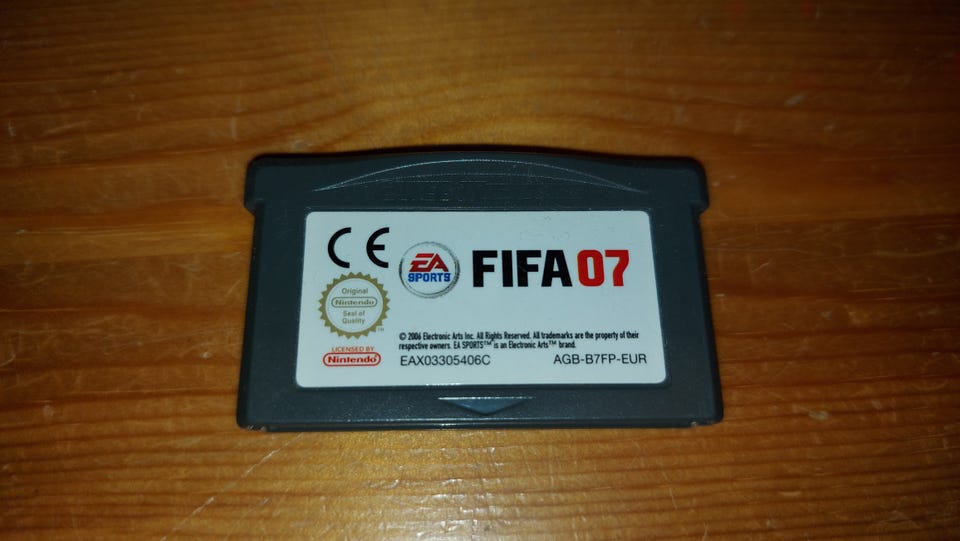 CE
EA
SPORTS
FIFA 07
Original
Nintendo
Seal of
Quality
TM
© 2006 Electronic Arts Inc. All Rights Reserved. All trademarks are the property of their
respective owners. EA SPORTS™ is an Electronic Arts™ brand.
LICENSED BY
Nintendo
EAX03305406C
AGB-B7FP-EUR